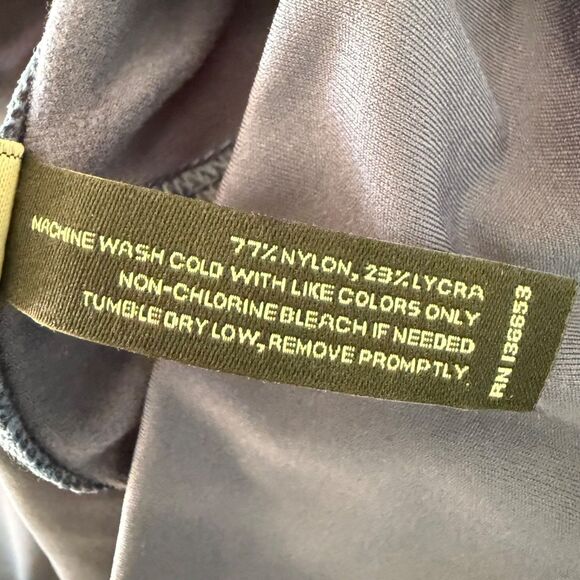 77% NYLON, 23% LYCRA
MACHINE WASH COLD WITH LIKE COLORS ONLY
NON-CHLORINE BLEACH IF NEEDED
TUMBLE DRY LOW, REMOVE PROMPTLY
RN 136653